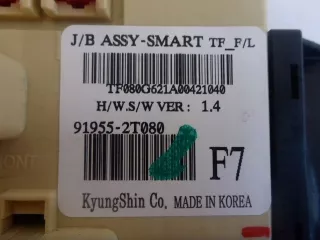 J/B ASSY-SMART TF_F/L
TF080G621A00421040
H/W.S/W VER : 1.4
91955-2T080
F7
KyungShin Co. MADE IN KOREA